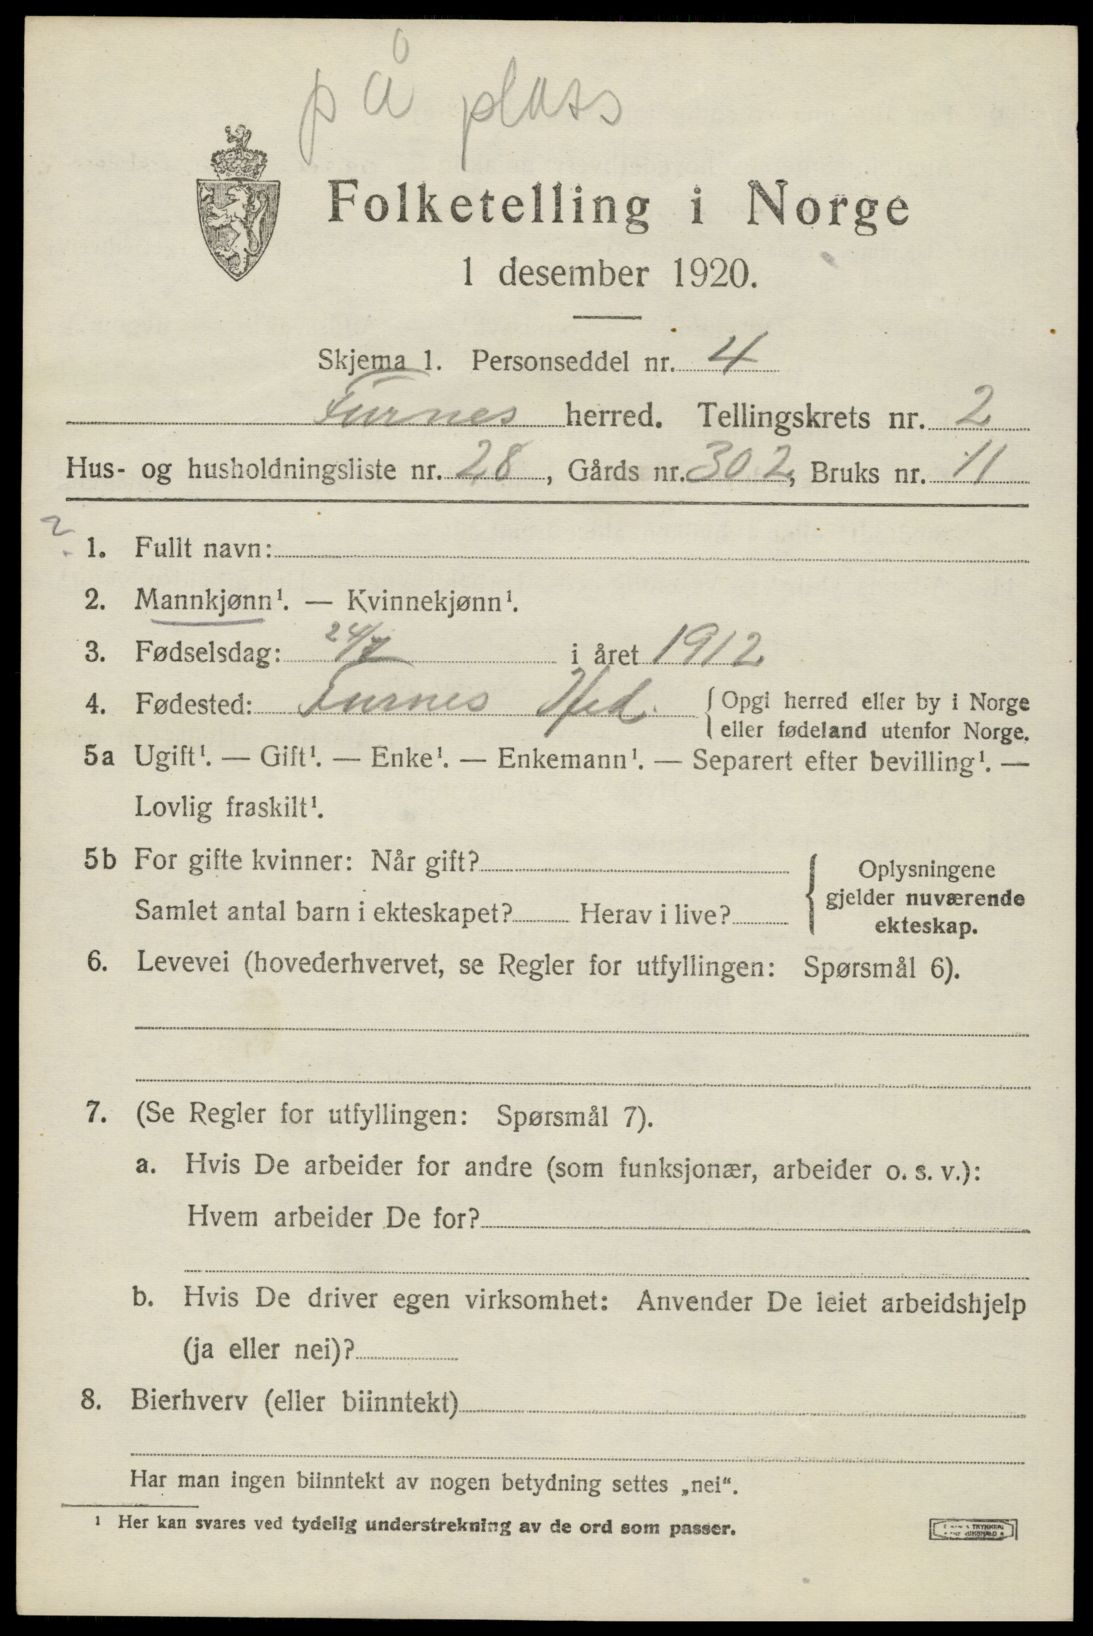 på plass
Folketelling i Norge
1 desember 1920.
Skjema 1. Personseddel nr. 4
Furnes herred. Tellingskrets nr. 2
Hus- og husholdningsliste nr. 28, Gårds nr. 302, Bruks nr. 11
?
1. Fullt navn:
2. Mannkjønn¹. — Kvinnekjønn¹.
3. Fødselsdag: 24/7 i året 1912
4. Fødested: Furnes Hed. { Opgi herred eller by i Norge
eller fødeland utenfor Norge.
5a Ugift¹. — Gift¹. — Enke¹. — Enkemann¹. — Separert efter bevilling¹. —
Lovlig fraskilt¹.
5b For gifte kvinner: Når gift?
Samlet antal barn i ekteskapet? Herav i live?
{ Oplysningene
gjelder nuværende
ekteskap.
6. Levevei (hovederhvervet, se Regler for utfyllingen: Spørsmål 6).
7. (Se Regler for utfyllingen: Spørsmål 7).
a. Hvis De arbeider for andre (som funksjonær, arbeider o. s. v.):
Hvem arbeider De for?
b. Hvis De driver egen virksomhet: Anvender De leiet arbeidshjelp
(ja eller nei)?
8. Bierhverv (eller biinntekt)
Har man ingen biinntekt av nogen betydning settes „nei“.
¹ Her kan svares ved tydelig understrekning av de ord som passer.